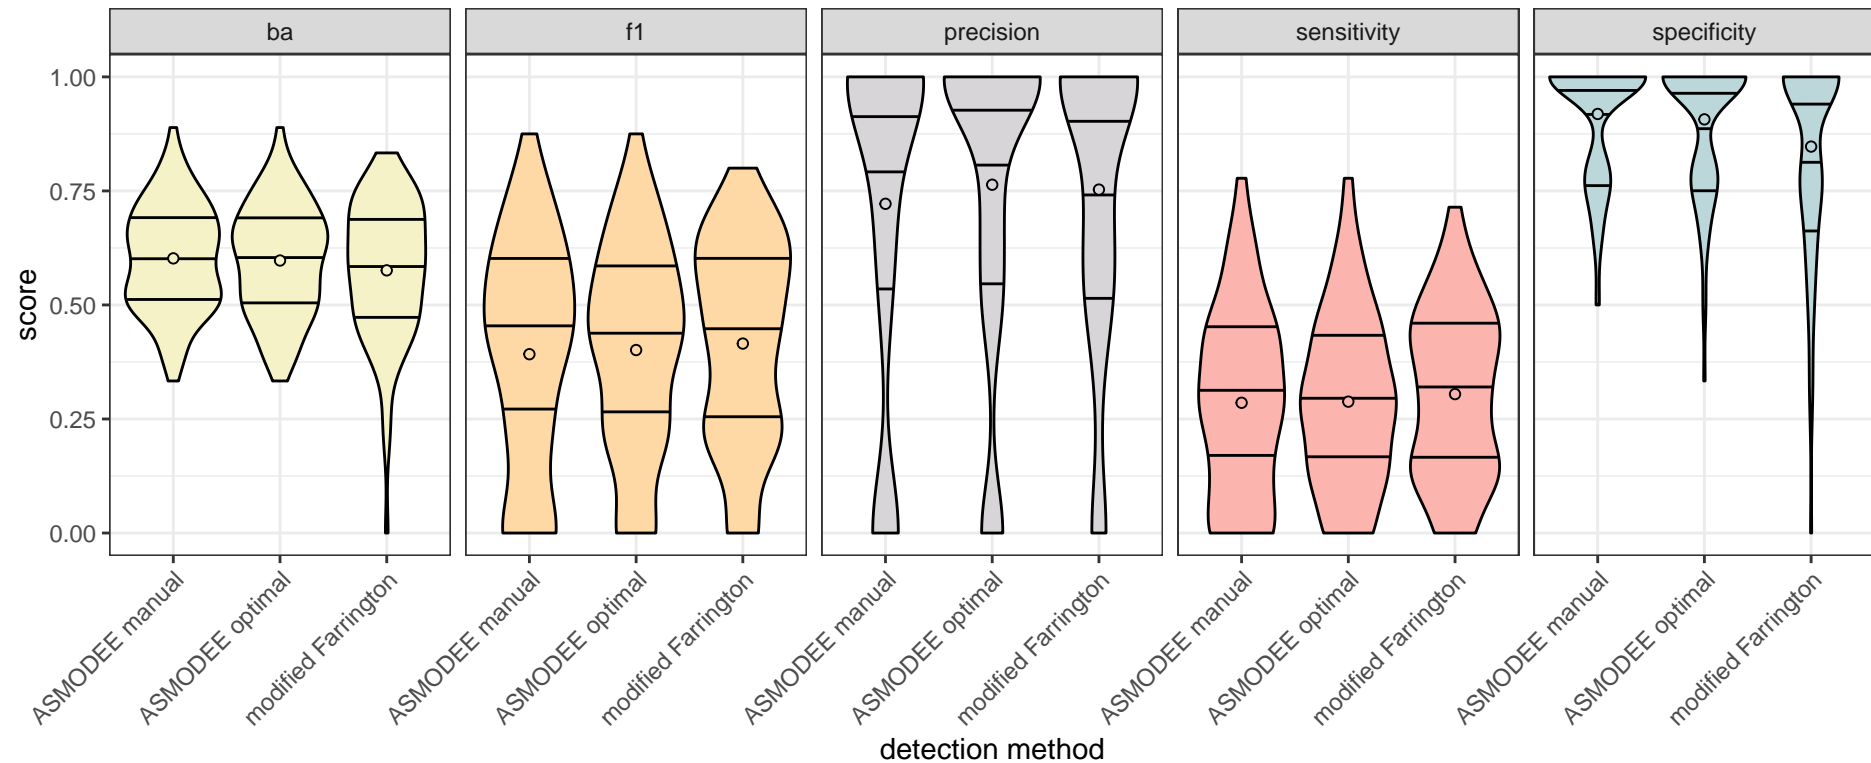 ba
f1
precision
sensitivity
specificity
score
1.00
0.75
0.50
0.25
0.00
ASMODEE manual
ASMODEE optimal
modified Farrington
ASMODEE manual
ASMODEE optimal
modified Farrington
ASMODEE manual
ASMODEE optimal
modified Farrington
ASMODEE manual
ASMODEE optimal
modified Farrington
ASMODEE manual
ASMODEE optimal
modified Farrington
detection method